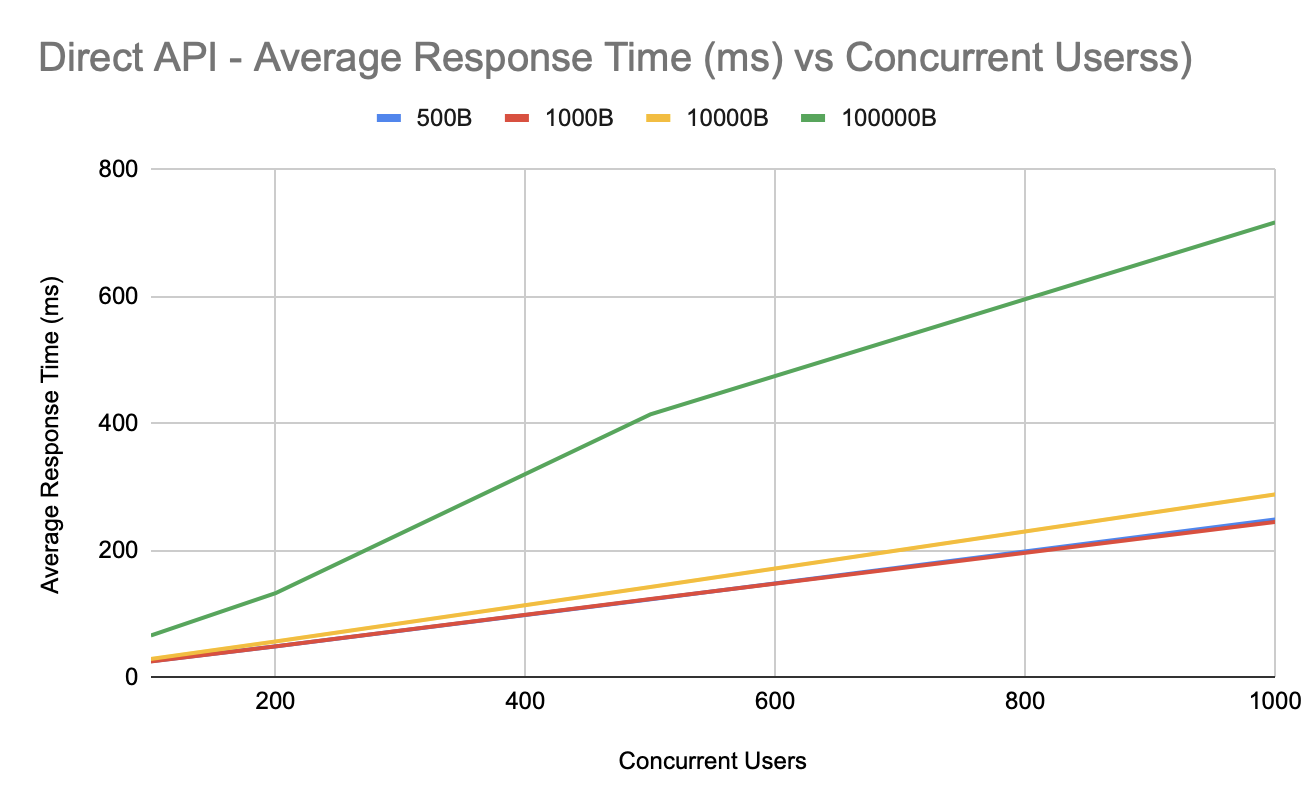 Direct API - Average Response Time (ms) vs Concurrent Userss)
500B 1000B 10000B 100000B
Average Response Time (ms)
800
600
400
200
0
200 400 600 800 1000
Concurrent Users